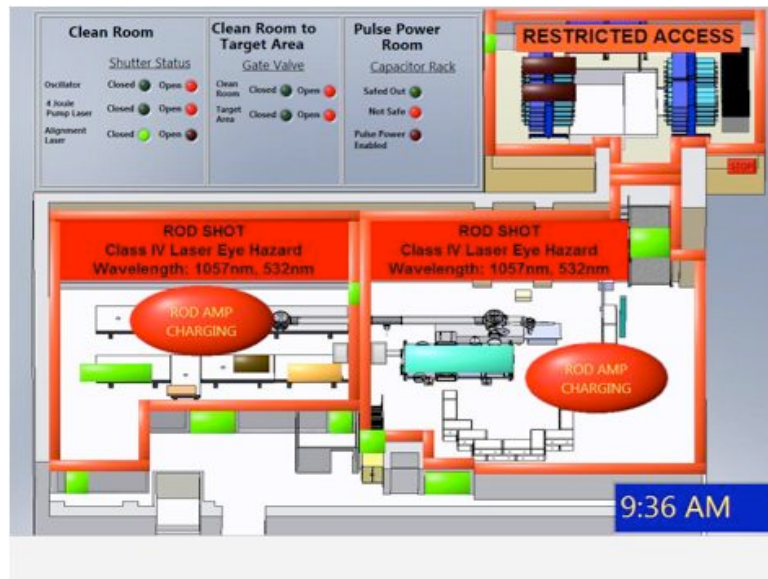 Clean Room
Shutter Status
Oscillator Closed Open
4 Joule
Pump Laser Closed Open
Alignment
Laser Closed Open
Clean Room to
Target Area
Gate Valve
Clean
Room Closed Open
Target
Area Closed Open
Pulse Power
Room
Capacitor Rack
Safed Out
Not Safe
Pulse Power
Enabled
RESTRICTED ACCESS
STOP
ROD SHOT
Class IV Laser Eye Hazard
Wavelength: 1057nm, 532nm
ROD SHOT
Class IV Laser Eye Hazard
Wavelength: 1057nm, 532nm
ROD AMP
CHARGING
ROD AMP
CHARGING
9:36 AM